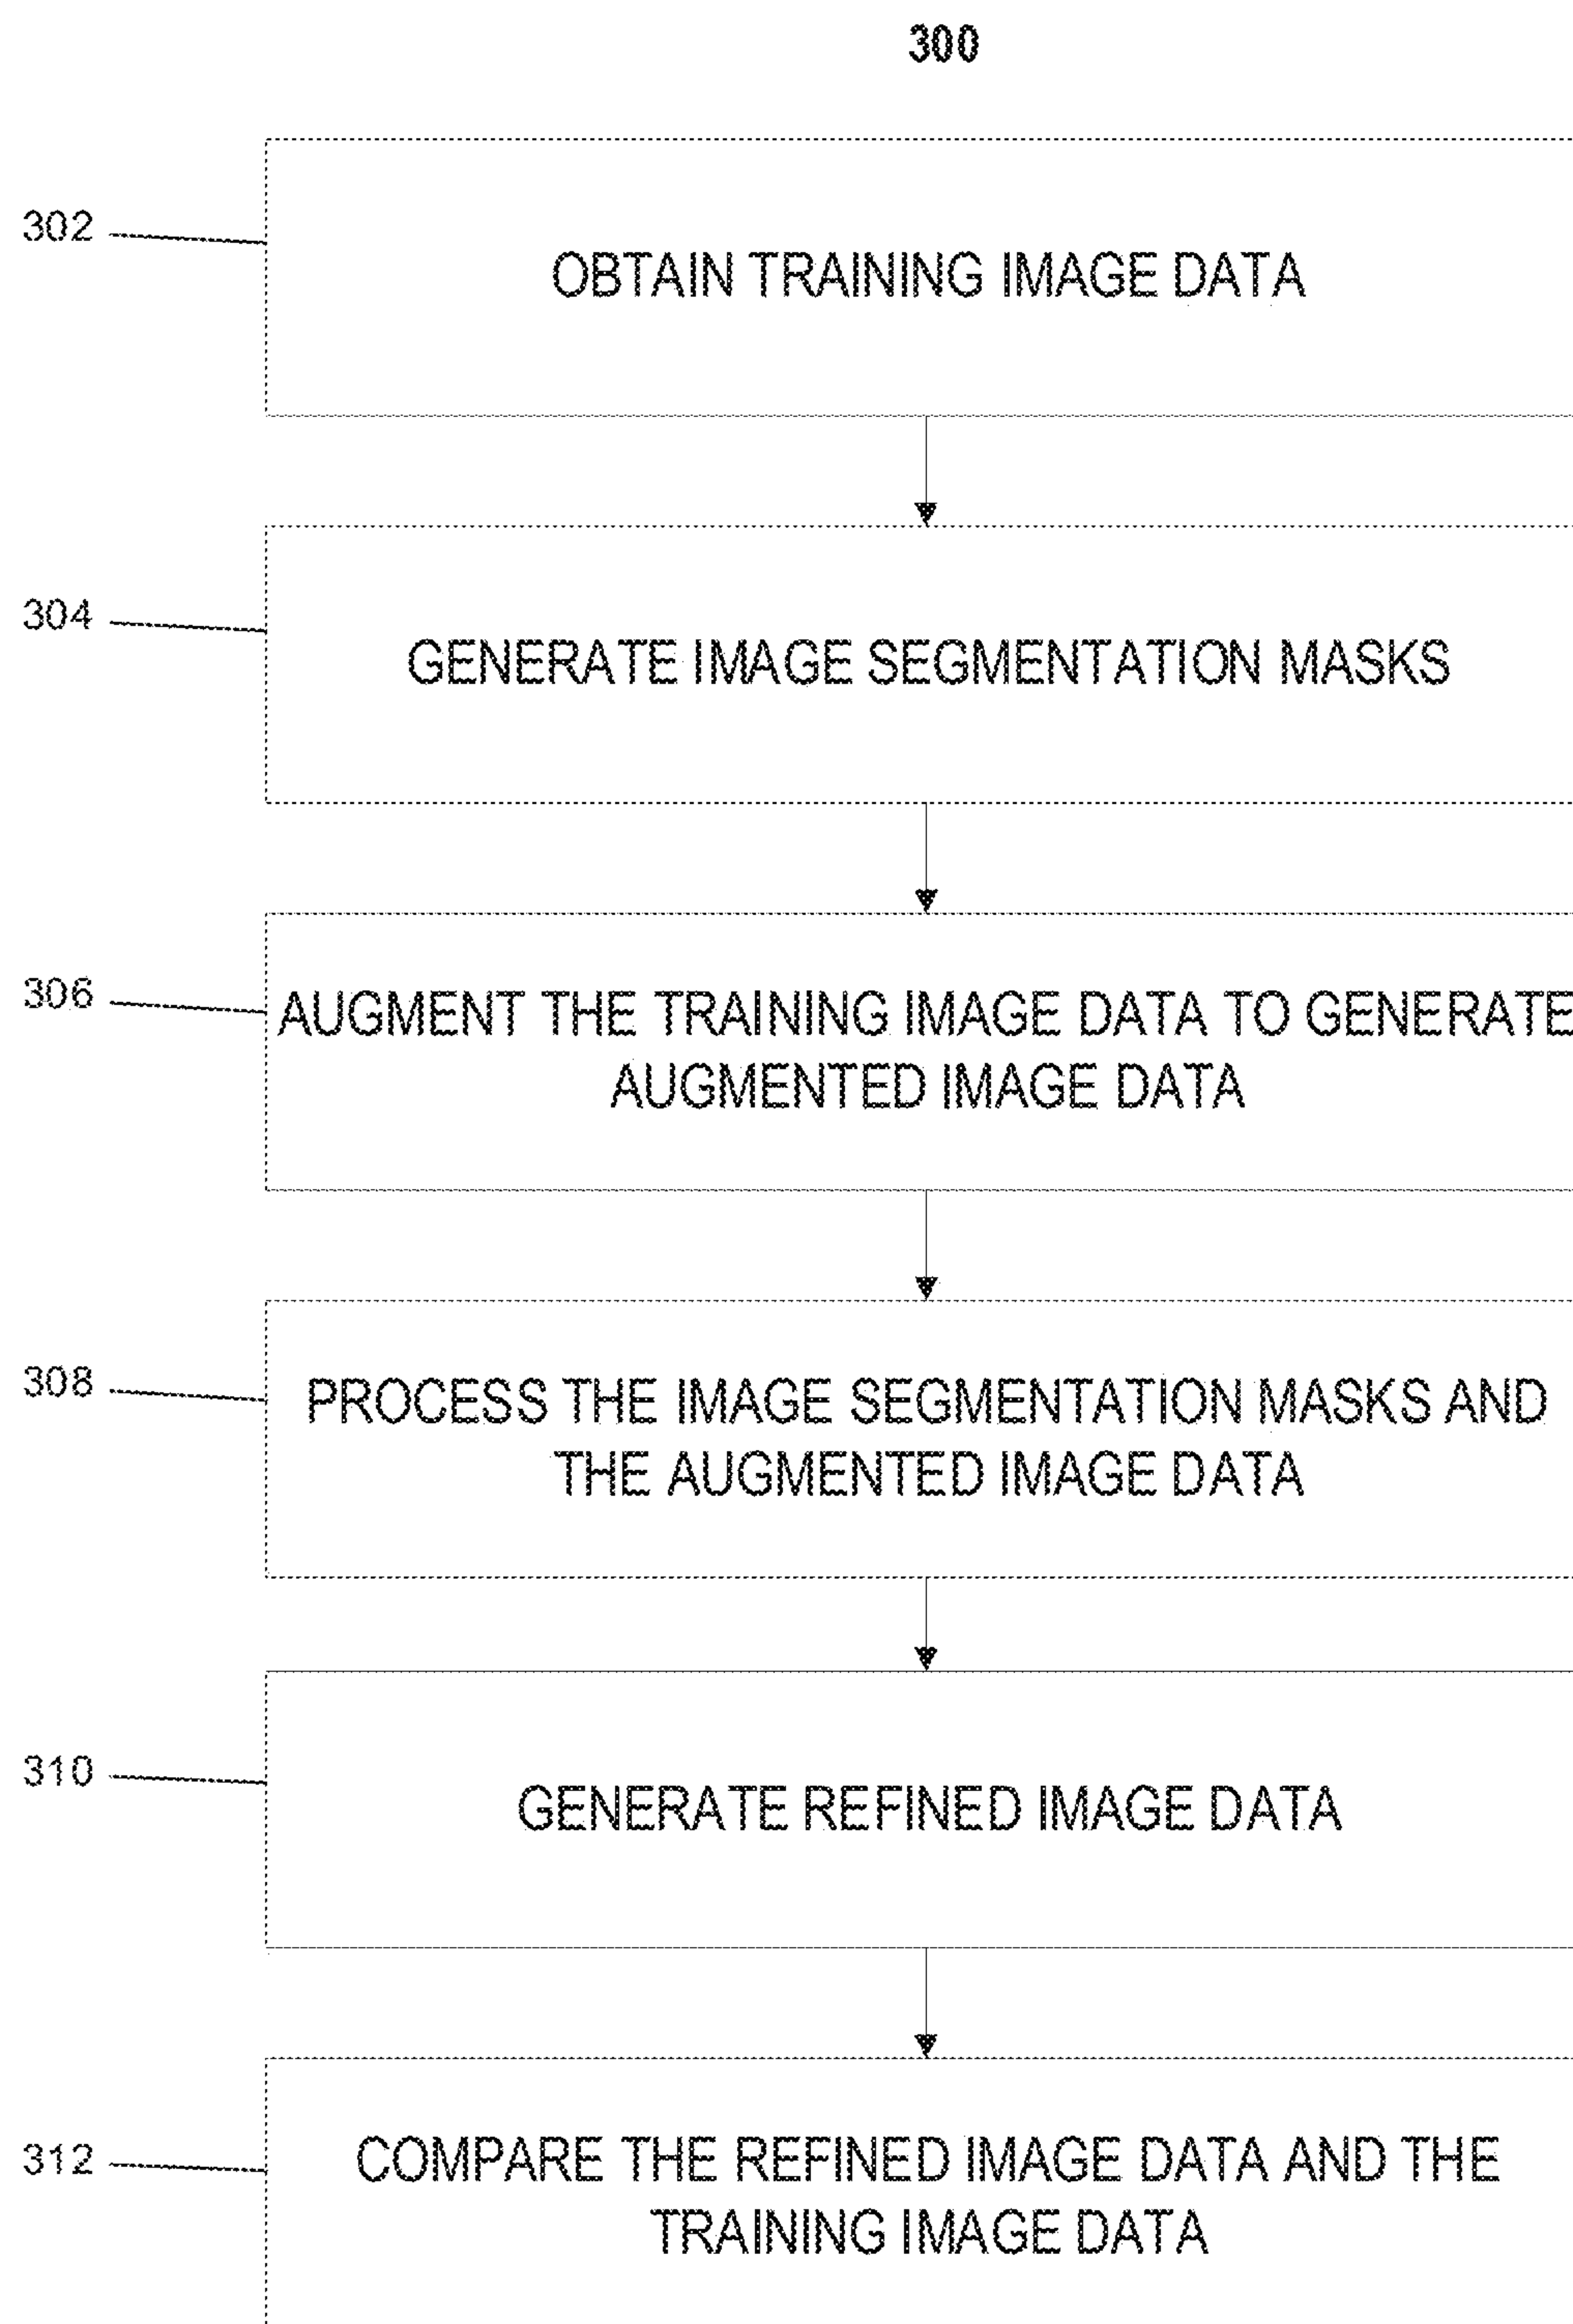 300
302
OBTAIN TRAINING IMAGE DATA
304
GENERATE IMAGE SEGMENTATION MASKS
306
AUGMENT THE TRAINING IMAGE DATA TO GENERATE
AUGMENTED IMAGE DATA
308
PROCESS THE IMAGE SEGMENTATION MASKS AND
THE AUGMENTED IMAGE DATA
310
GENERATE REFINED IMAGE DATA
312
COMPARE THE REFINED IMAGE DATA AND THE
TRAINING IMAGE DATA